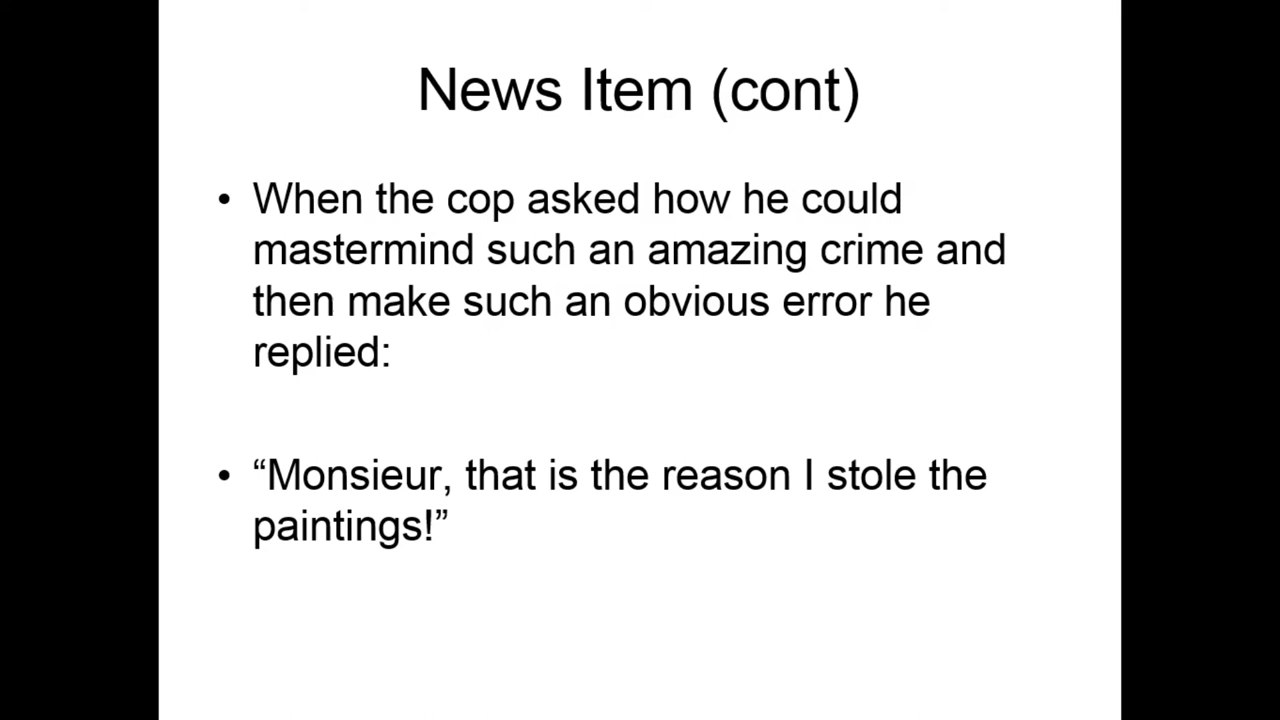 News Item (cont)
• When the cop asked how he could
mastermind such an amazing crime and
then make such an obvious error he
replied:
• “Monsieur, that is the reason I stole the
paintings!”